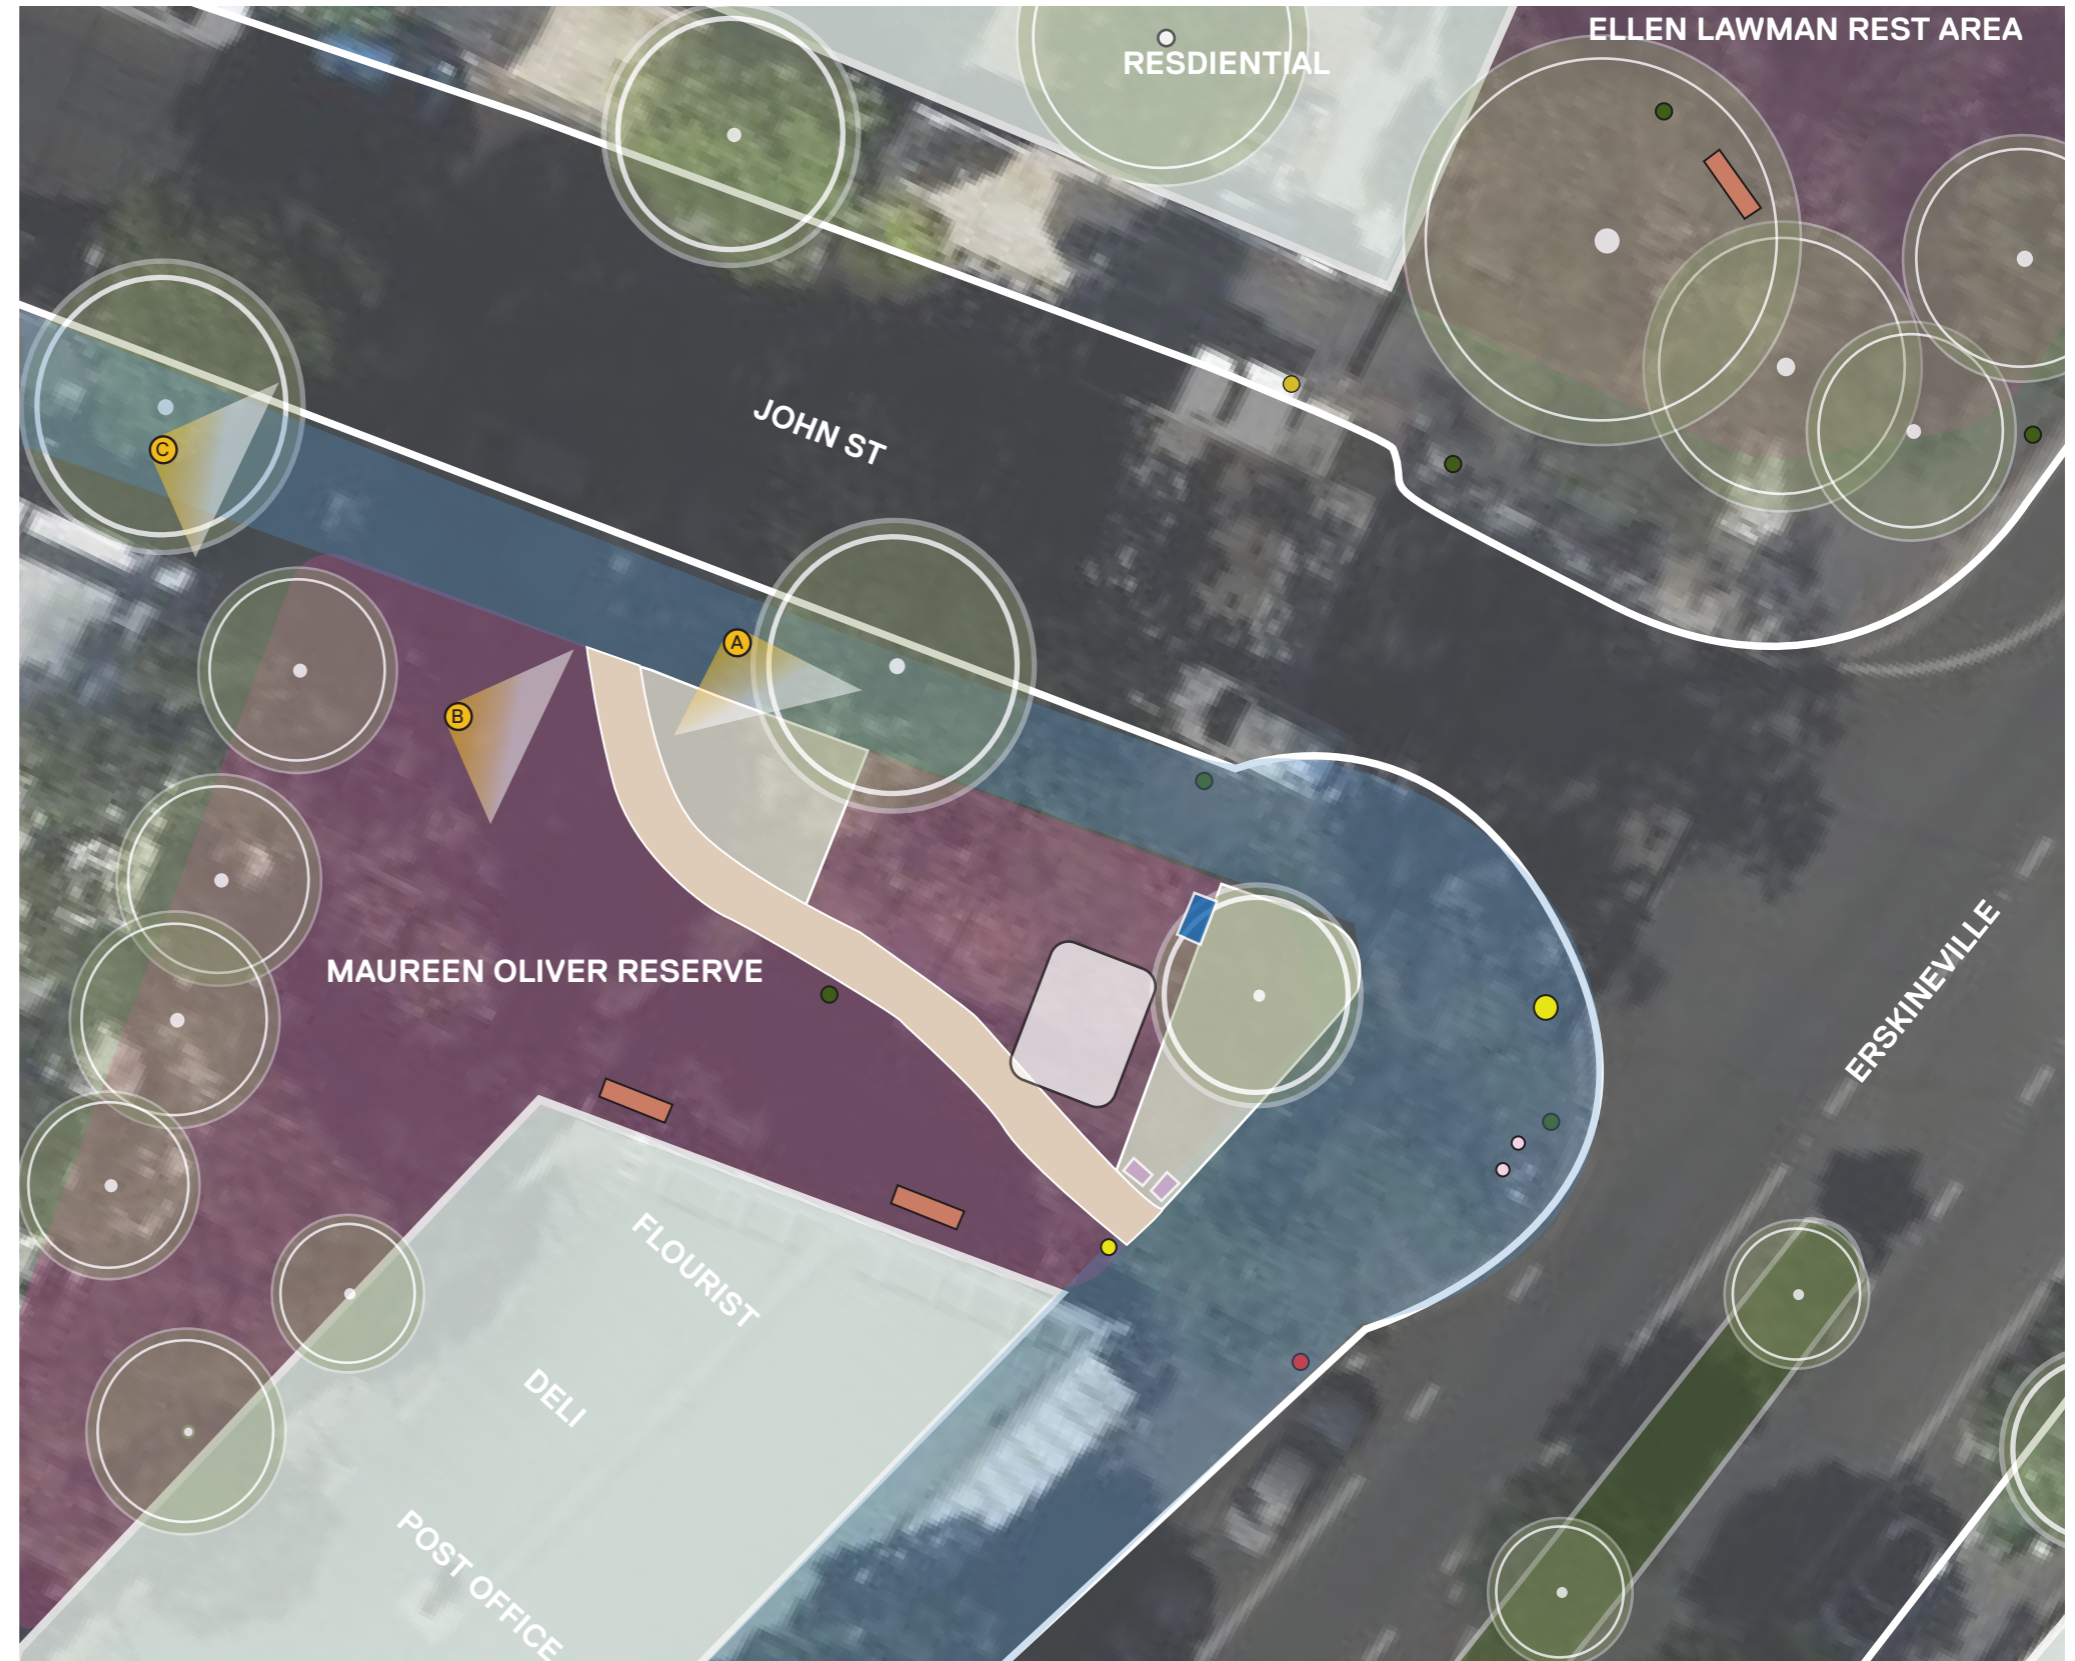 ELLEN LAWMAN REST AREA
RESDIENTIAL
JOHN ST
C
A
B
ERSKINEVILLE
MAUREEN OLIVER RESERVE
FLOURIST
DELI
POST OFFICE